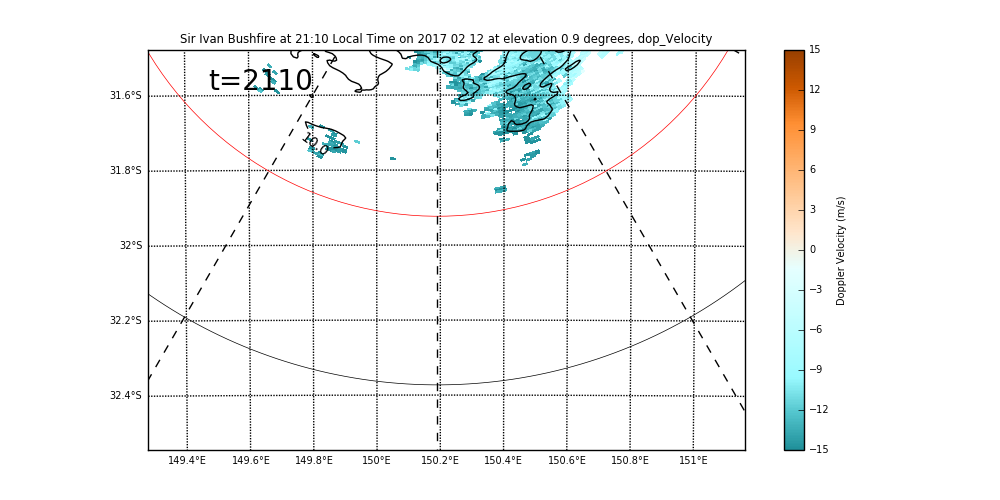 Sir Ivan Bushfire at 21:10 Local Time on 2017 02 12 at elevation 0.9 degrees, dop_Velocity
t=2110
10.0
31.6°S
31.8°S
32°S
32.2°S
32.4°S
149.4°E 149.6°E 149.8°E 150°E 150.2°E 150.4°E 150.6°E 150.8°E 151°E
15
12
9
6
3
0
−3
−6
−9
−12
−15
Doppler Velocity (m/s)